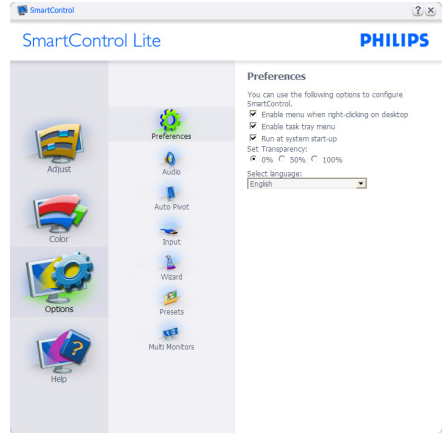 SmartControl
SmartControl Lite
PHILIPS
Adjust
Color
Options
Help
Preferences
Audio
Auto Pivot
Input
Wizard
Presets
Multi Monitors
Preferences
You can use the following options to configure
SmartControl.
Enable menu when right-clicking on desktop
Enable task tray menu
Run at system start-up
Set Transparency:
0% 50% 100%
Select language:
English